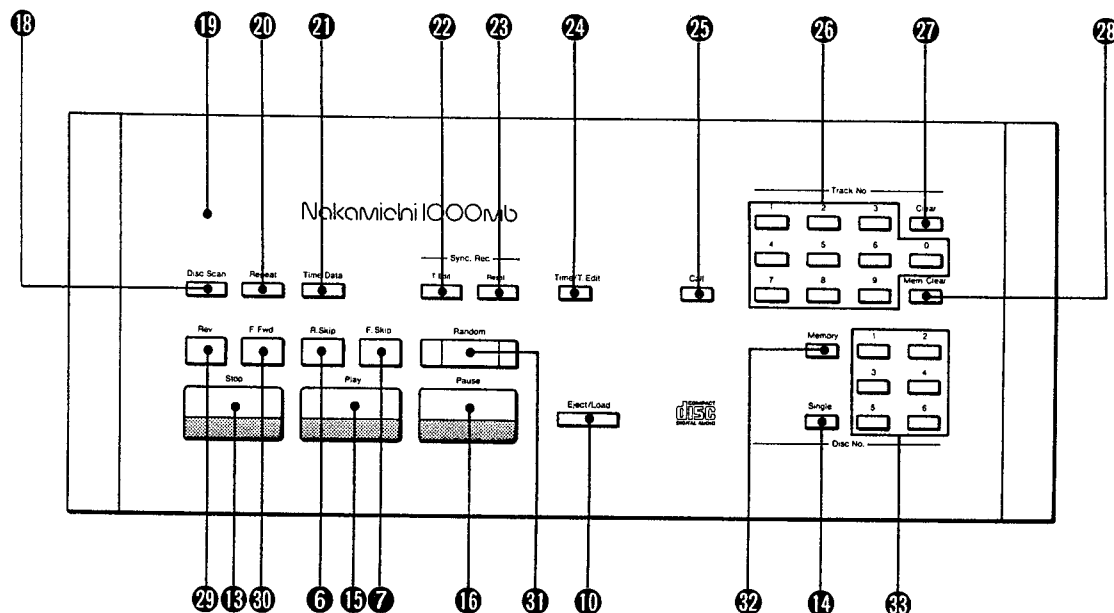 18 19 20 21 22 23 24 25 26 27 28
Track No
1 2 3 Clear
Nakamichi 1000mb
Sync. Rec
4 5 6 0
Disc Scan Repeat Time Data T Edit Reset Time/T. Edit Call
7 8 9 Mem Clear
Rev F. Fwd R.Skip F. Skip Random
Memory 1 2
Stop Play Pause
3 4
Eject/Load
COMPACT
disc
DIGITAL AUDIO
Single 5 6
Disc No.
29 13 30 6 15 7 16 10 31 32 14 33